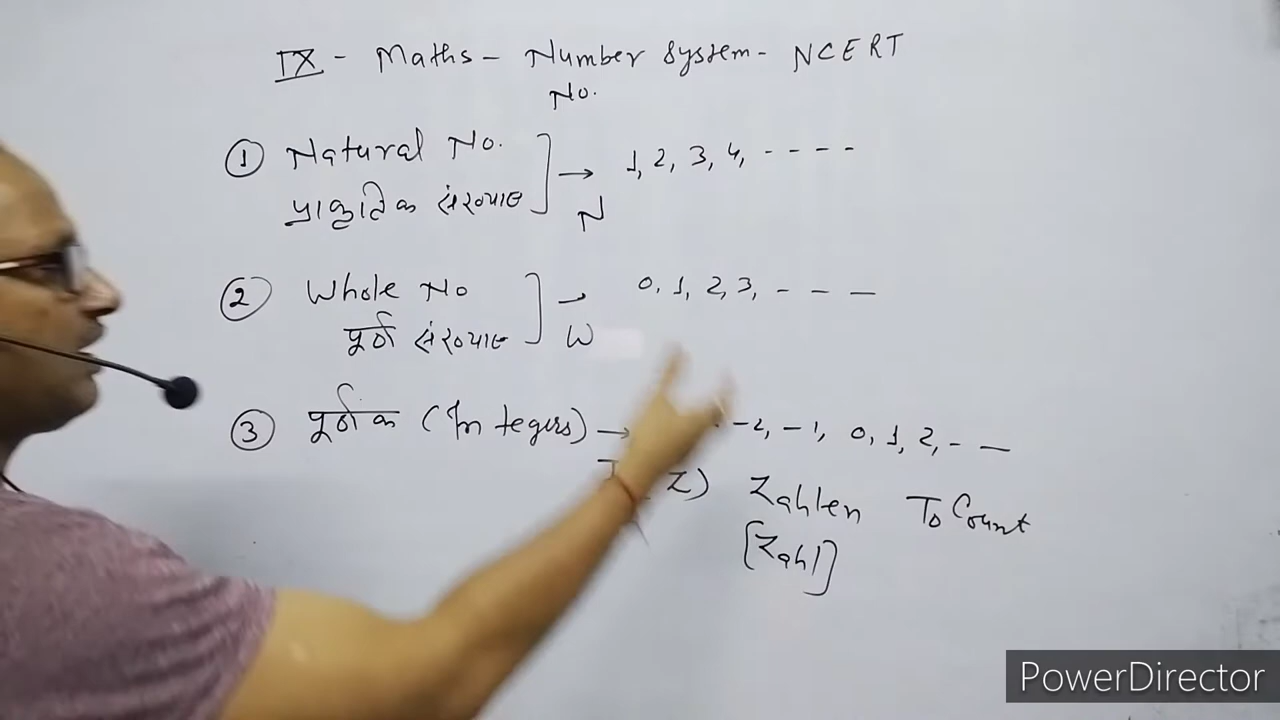 IX - Maths - Number System - NCERT
No.
① Natural No. → 1, 2, 3, 4, - - - -
प्राकृतिक संख्याएँ N
② Whole No → 0, 1, 2, 3, - - -
पूर्ण संख्याएँ W
③ पूर्णांक (Integers) → -2, -1, 0, 1, 2, - -
Z) Zahlen To Count
[Zahl]
PowerDirector